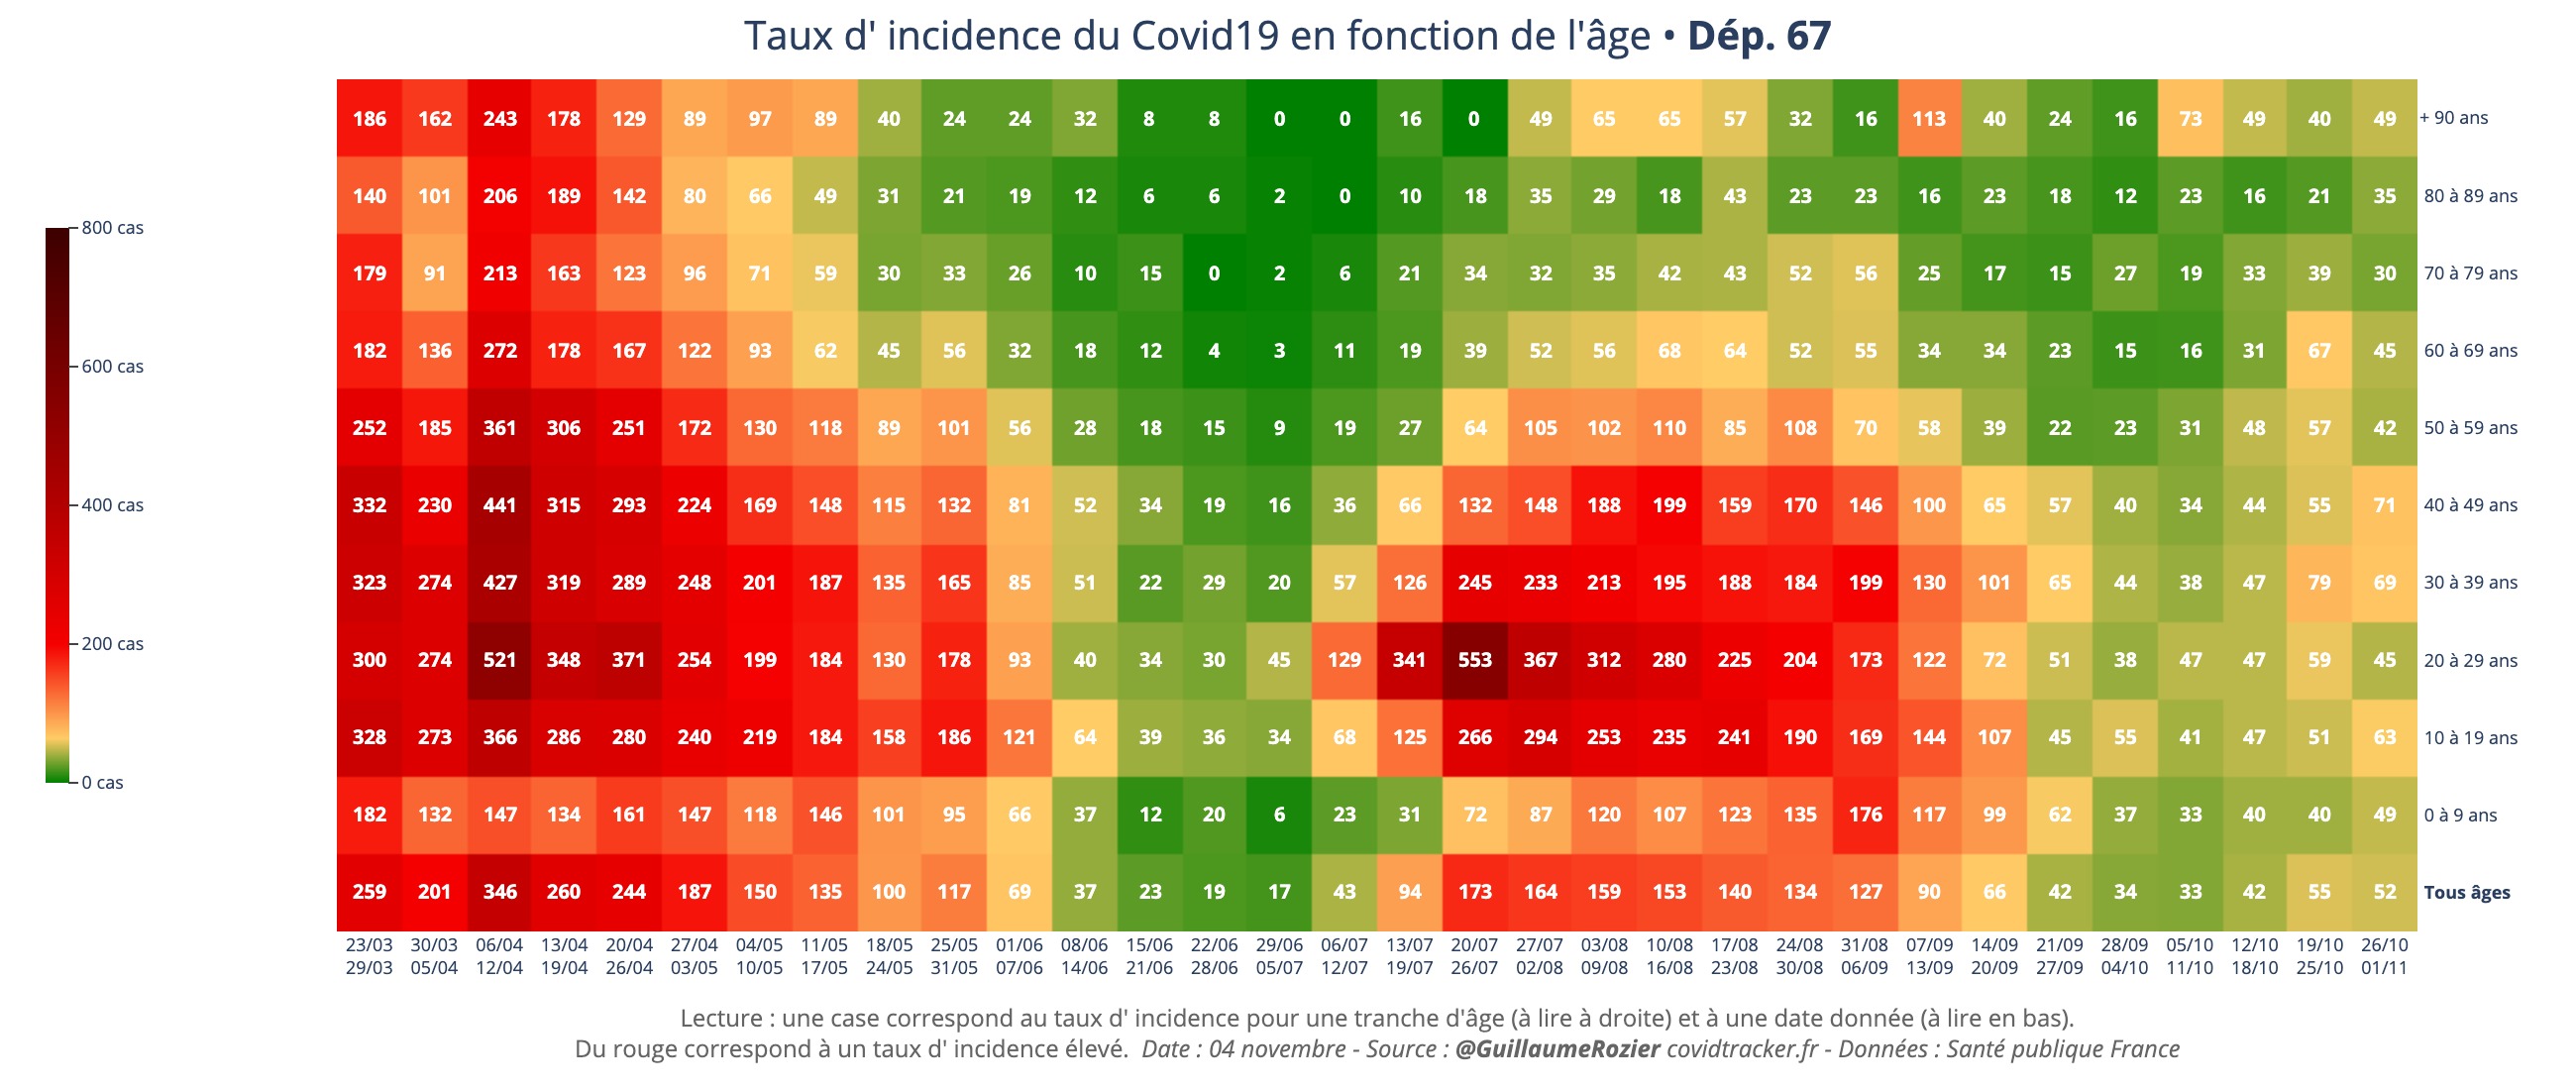 Taux d' incidence du Covid19 en fonction de l'âge • Dép. 67
800 cas
600 cas
400 cas
200 cas
0 cas
186 162 243 178 129 89 97 89 40 24 24 32 8 8 0 0 16 0 49 65 65 57 32 16 113 40 24 16 73 49 40 49 + 90 ans
140 101 206 189 142 80 66 49 31 21 19 12 6 6 2 0 10 18 35 29 18 43 23 23 16 23 18 12 23 16 21 35 80 à 89 ans
179 91 213 163 123 96 71 59 30 33 26 10 15 0 2 6 21 34 32 35 42 43 52 56 25 17 15 27 19 33 39 30 70 à 79 ans
182 136 272 178 167 122 93 62 45 56 32 18 12 4 3 11 19 39 52 56 68 64 52 55 34 34 23 15 16 31 67 45 60 à 69 ans
252 185 361 306 251 172 130 118 89 101 56 28 18 15 9 19 27 64 105 102 110 85 108 70 58 39 22 23 31 48 57 42 50 à 59 ans
332 230 441 315 293 224 169 148 115 132 81 52 34 19 16 36 66 132 148 188 199 159 170 146 100 65 57 40 34 44 55 71 40 à 49 ans
323 274 427 319 289 248 201 187 135 165 85 51 22 29 20 57 126 245 233 213 195 188 184 199 130 101 65 44 38 47 79 69 30 à 39 ans
300 274 521 348 371 254 199 184 130 178 93 40 34 30 45 129 341 553 367 312 280 225 204 173 122 72 51 38 47 47 59 45 20 à 29 ans
328 273 366 286 280 240 219 184 158 186 121 64 39 36 34 68 125 266 294 253 235 241 190 169 144 107 45 55 41 47 51 63 10 à 19 ans
182 132 147 134 161 147 118 146 101 95 66 37 12 20 6 23 31 72 87 120 107 123 135 176 117 99 62 37 33 40 40 49 0 à 9 ans
259 201 346 260 244 187 150 135 100 117 69 37 23 19 17 43 94 173 164 159 153 140 134 127 90 66 42 34 33 42 55 52 Tous âges
23/03 30/03 06/04 13/04 20/04 27/04 04/05 11/05 18/05 25/05 01/06 08/06 15/06 22/06 29/06 06/07 13/07 20/07 27/07 03/08 10/08 17/08 24/08 31/08 07/09 14/09 21/09 28/09 05/10 12/10 19/10 26/10
29/03 05/04 12/04 19/04 26/04 03/05 10/05 17/05 24/05 31/05 07/06 14/06 21/06 28/06 05/07 12/07 19/07 26/07 02/08 09/08 16/08 23/08 30/08 06/09 13/09 20/09 27/09 04/10 11/10 18/10 25/10 01/11
Lecture : une case correspond au taux d' incidence pour une tranche d'âge (à lire à droite) et à une date donnée (à lire en bas).
Du rouge correspond à un taux d' incidence élevé. Date : 04 novembre - Source : @GuillaumeRozier covidtracker.fr - Données : Santé publique France